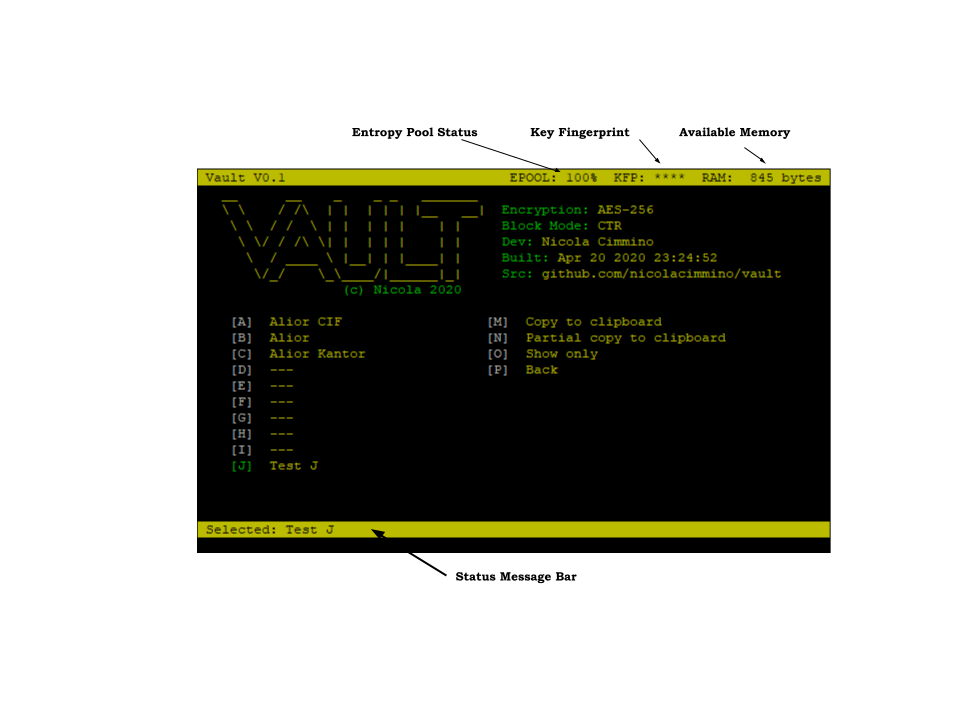 Entropy Pool Status Key Fingerprint Available Memory
Vault V0.1 EPOOL: 100% KFP: **** RAM: 845 bytes
VAULT
Encryption: AES-256
Block Mode: CTR
Dev: Nicola Cimmino
Built: Apr 20 2020 23:24:52
Src: github.com/nicolacimmino/vault
(c) Nicola 2020
[A] Alior CIF [M] Copy to clipboard
[B] Alior [N] Partial copy to clipboard
[C] Alior Kantor [O] Show only
[D] --- [P] Back
[E] ---
[F] ---
[G] ---
[H] ---
[I] ---
[J] Test J
Selected: Test J
Status Message Bar